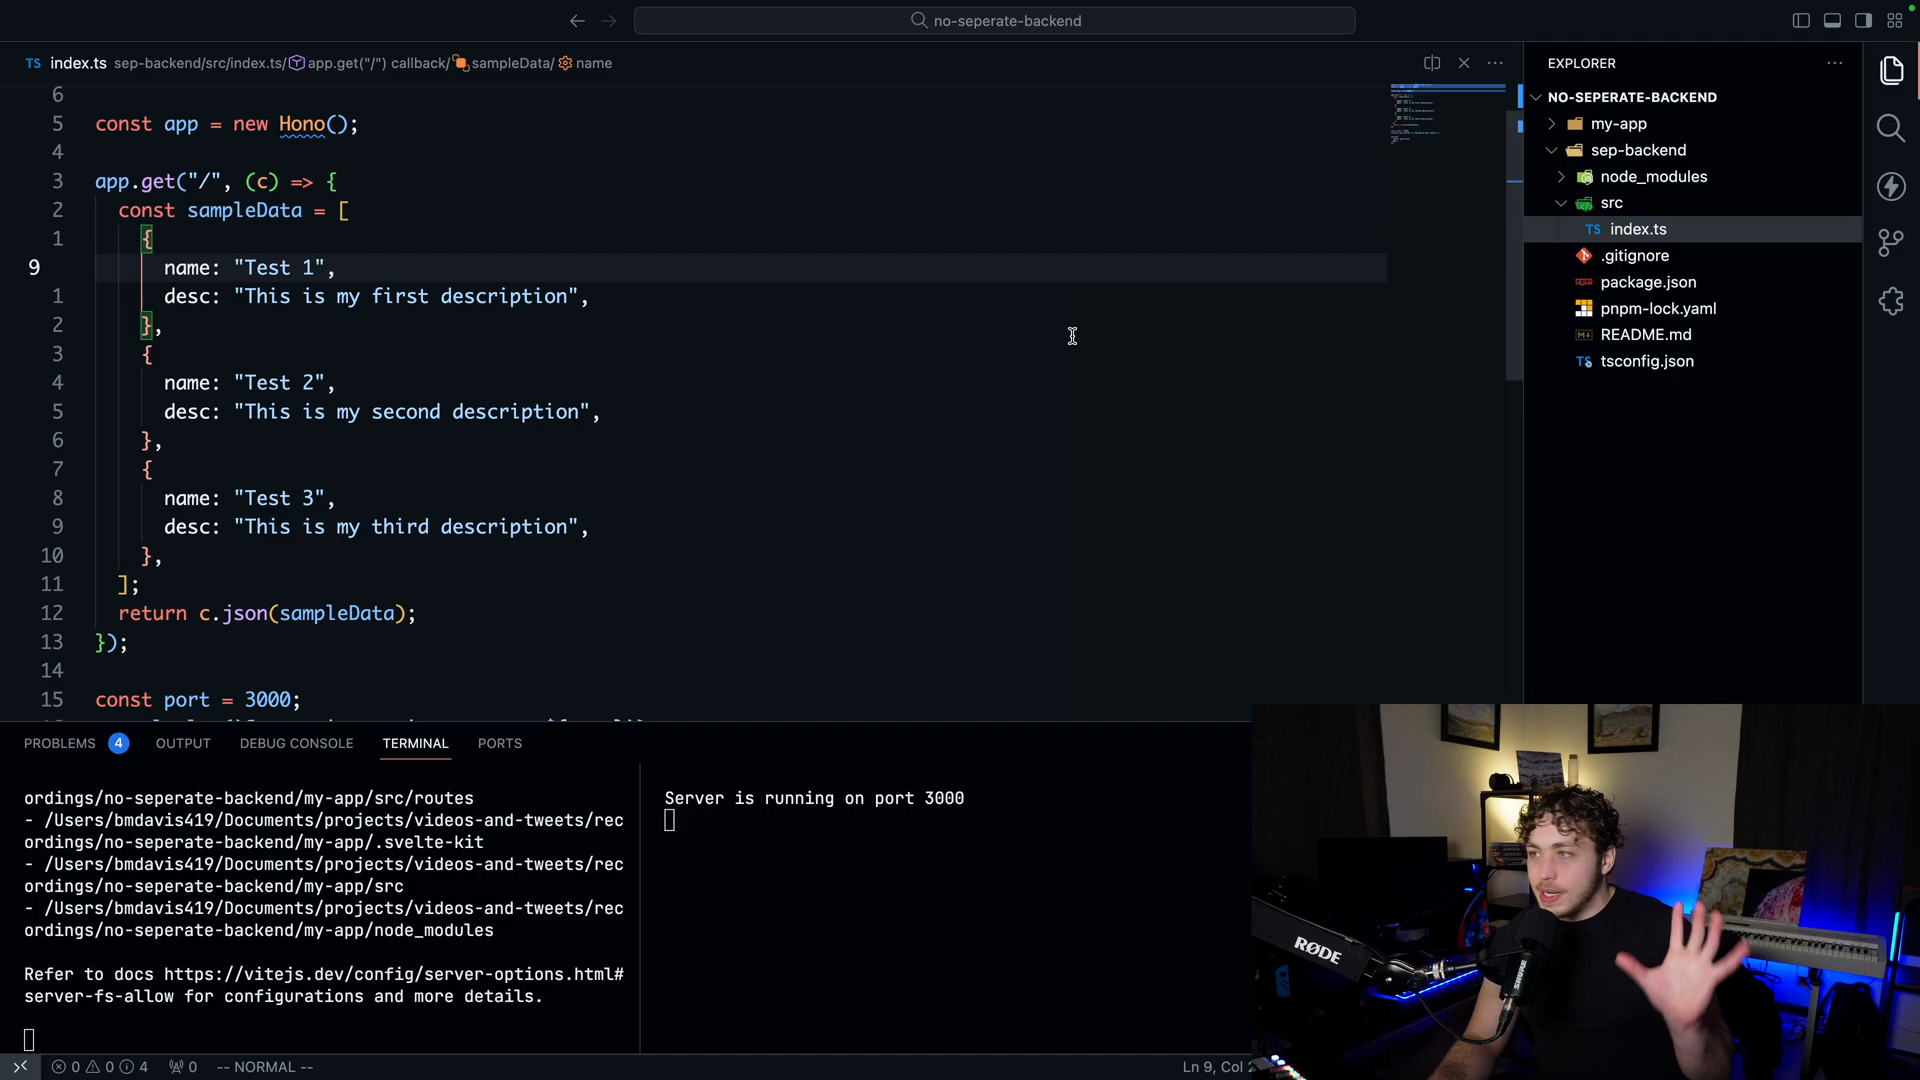 no-seperate-backend
TS index.ts sep-backend/src/index.ts/ app.get("/") callback/ sampleData/ name
6
5 const app = new Hono();
4
3 app.get("/", (c) => {
2 const sampleData = [
1 {
9 name: "Test 1",
1 desc: "This is my first description",
2 },
3 {
4 name: "Test 2",
5 desc: "This is my second description",
6 },
7 {
8 name: "Test 3",
9 desc: "This is my third description",
10 },
11 ];
12 return c.json(sampleData);
13 });
14
15 const port = 3000;
EXPLORER
NO-SEPERATE-BACKEND
my-app
sep-backend
node_modules
src
TS index.ts
.gitignore
package.json
pnpm-lock.yaml
README.md
TS tsconfig.json
PROBLEMS 4 OUTPUT DEBUG CONSOLE TERMINAL PORTS
ordings/no-seperate-backend/my-app/src/routes
- /Users/bmdavis419/Documents/projects/videos-and-tweets/rec
ordings/no-seperate-backend/my-app/.svelte-kit
- /Users/bmdavis419/Documents/projects/videos-and-tweets/rec
ordings/no-seperate-backend/my-app/src
- /Users/bmdavis419/Documents/projects/videos-and-tweets/rec
ordings/no-seperate-backend/my-app/node_modules
Refer to docs https://vitejs.dev/config/server-options.html#
server-fs-allow for configurations and more details.
Server is running on port 3000
RØDE
SHURE
0 0 4 0 -- NORMAL --
Ln 9, Col